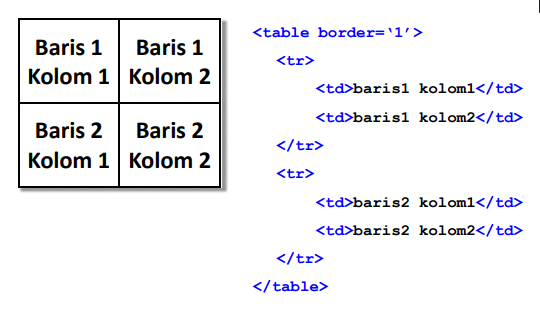 Baris 1
Kolom 1
Baris 1
Kolom 2
Baris 2
Kolom 1
Baris 2
Kolom 2
<table border=‘1’>
<tr>
<td>baris1 kolom1</td>
<td>baris1 kolom2</td>
</tr>
<tr>
<td>baris2 kolom1</td>
<td>baris2 kolom2</td>
</tr>
</table>